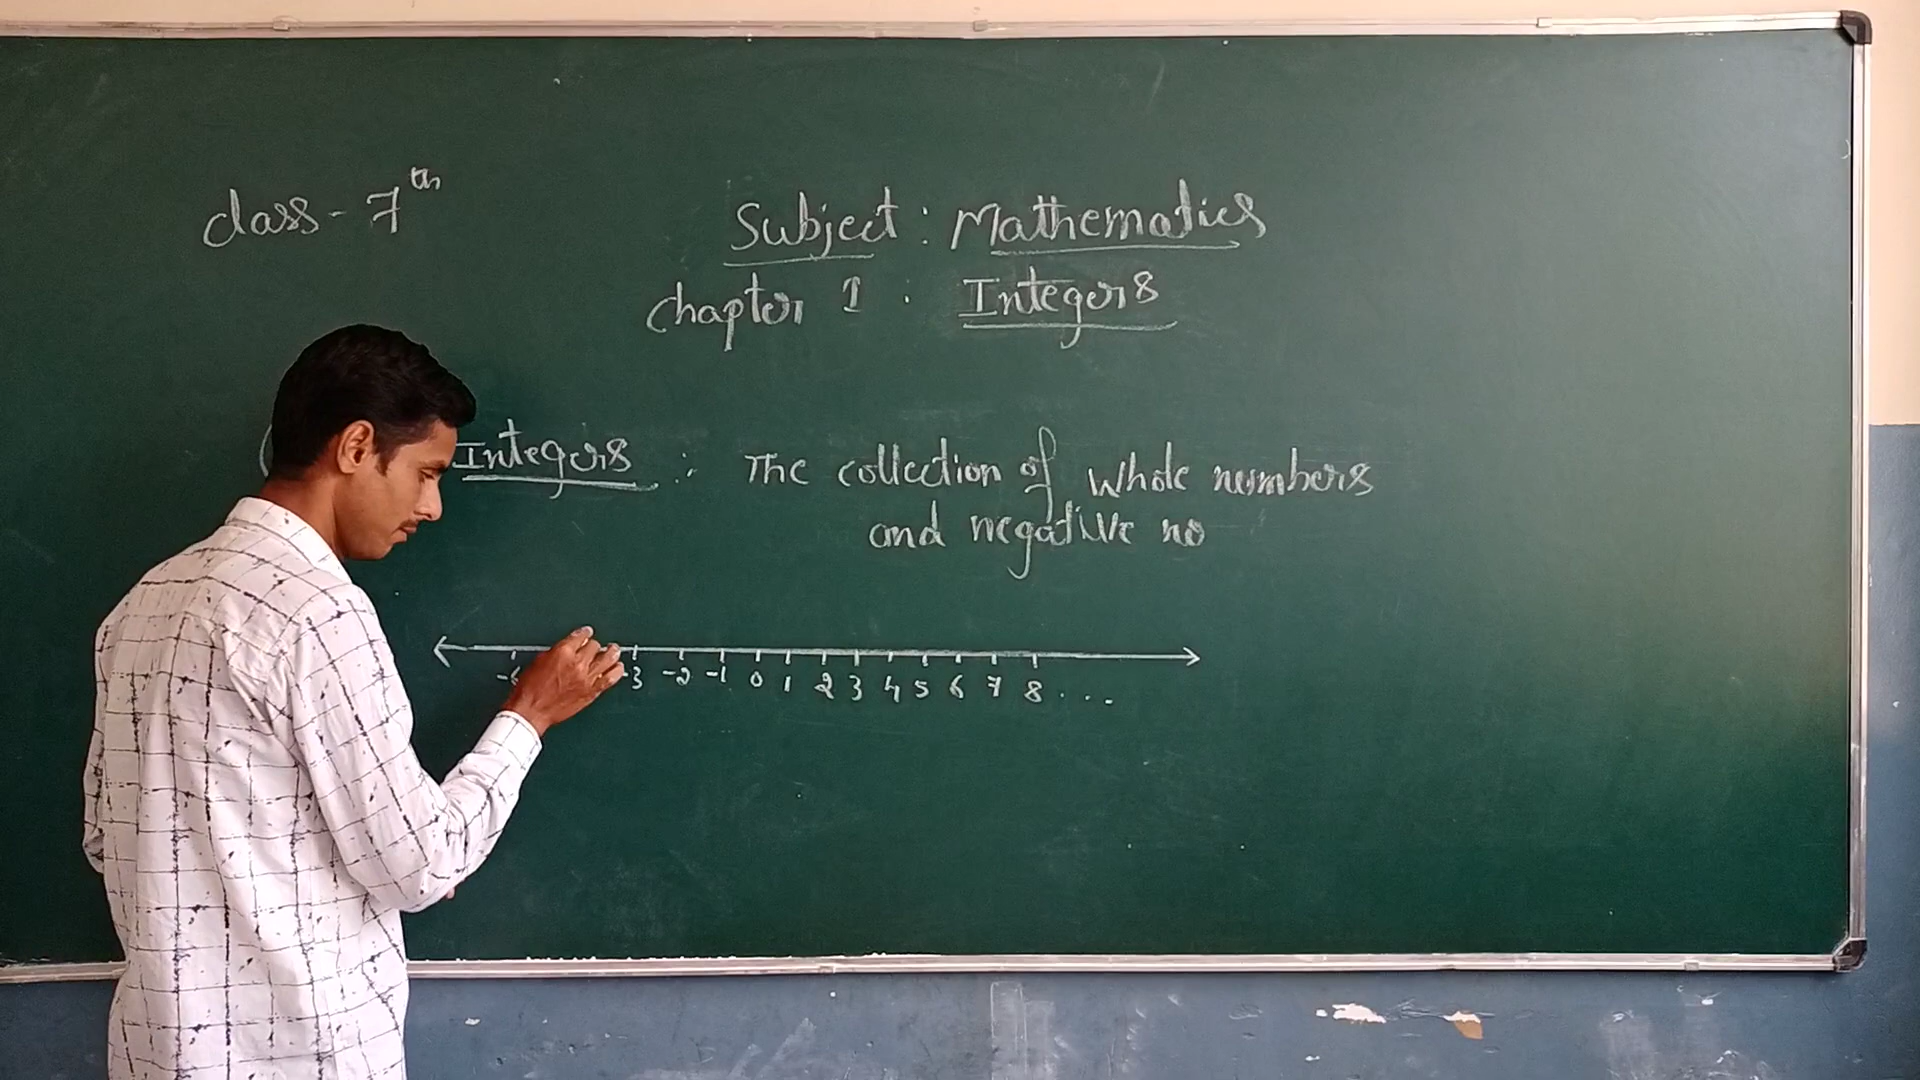 class - 7th
Subject : Mathematics
Chapter 1 : Integers
Integers : The collection of whole numbers
and negative no
-3 -2 -1 0 1 2 3 4 5 6 7 8 . . .